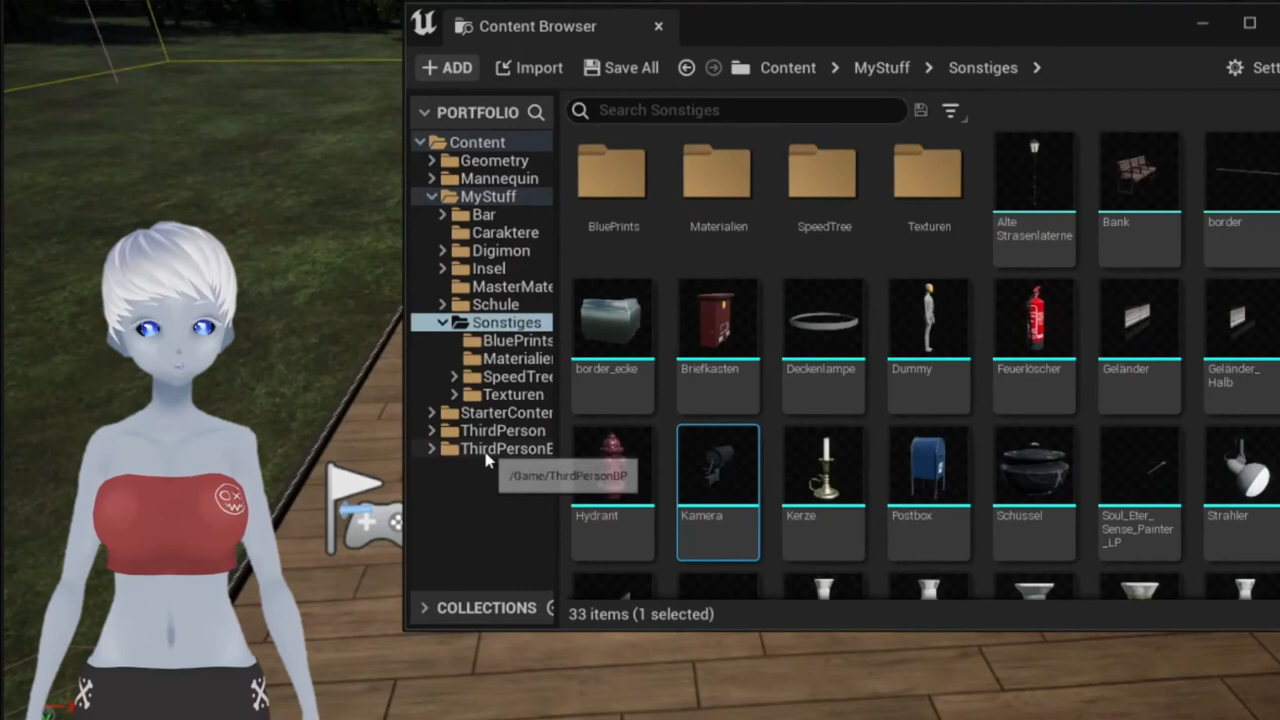 Content Browser
+ ADD
Import
Save All
Content
MyStuff
Sonstiges
Sett
PORTFOLIO
Search Sonstiges
Content
Geometry
Mannequin
MyStuff
Bar
Caraktere
Digimon
Insel
MasterMate
Schule
Sonstiges
BluePrints
Materialien
SpeedTree
Texturen
StarterConten
ThirdPerson
ThirdPersonB
/Game/ThirdPersonBP
COLLECTIONS
BluePrints
Materialien
SpeedTree
Texturen
Alte
Strasenlaterne
Bank
border
border_ecke
Briefkasten
Deckenlampe
Dummy
Feuerlöscher
Geländer
Geländer_
Halb
Hydrant
Kamera
Kerze
Postbox
Schüssel
Soul_Eter_
Sense_Painter
_LP
Strahler
33 items (1 selected)